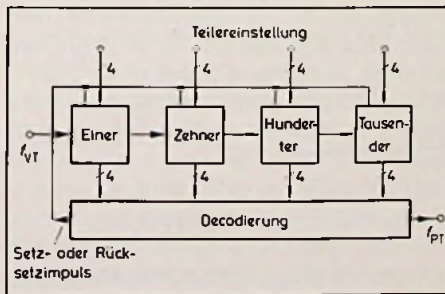 Teilereinstellung
4 4 4 4
Einer Zehner Hunder-
ter Tausen-
der
f_VT
4 4 4 4
Decodierung
f_PT
Setz- oder Rück-
setzimpuls